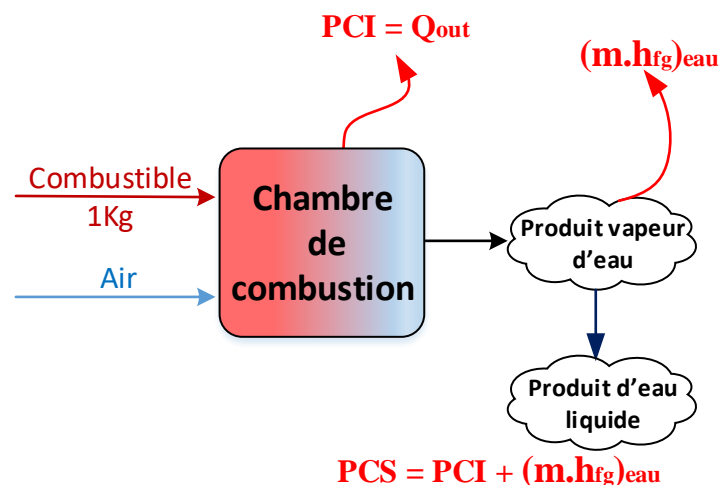 PCI = Qout
(m.hfg)eau
Combustible
1Kg
Air
Chambre
de
combustion
Produit vapeur
d'eau
Produit d'eau
liquide
PCS = PCI + (m.hfg)eau